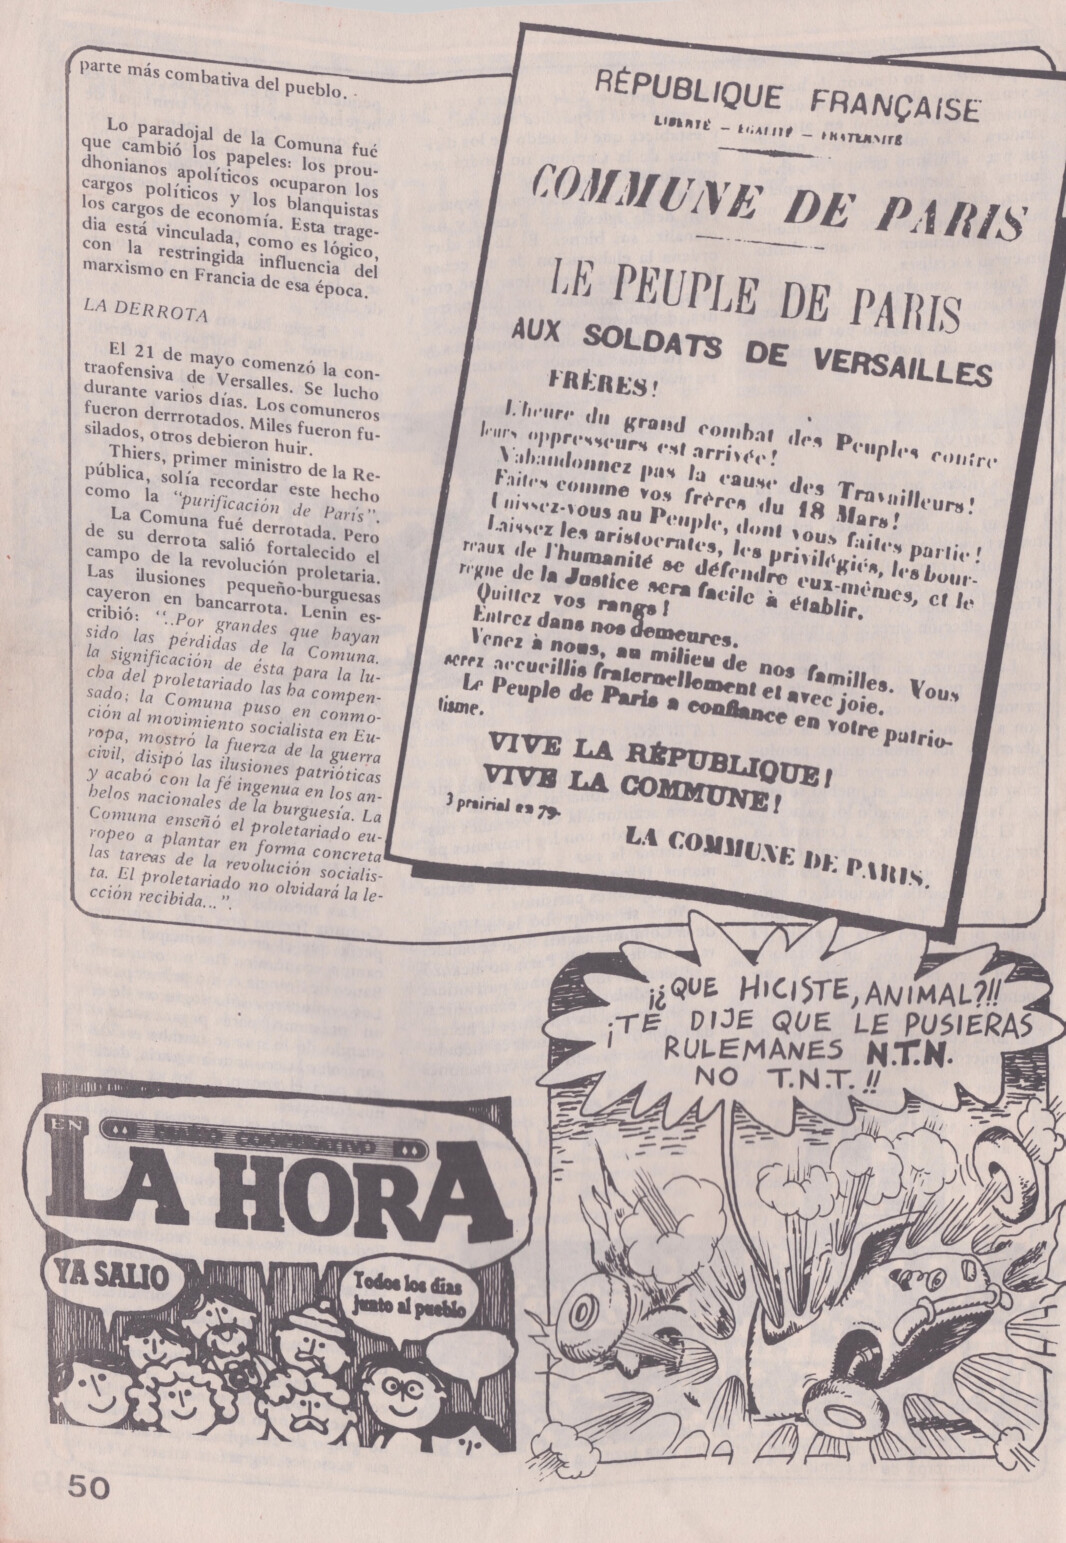 parte más combativa del pueblo.
Lo paradojal de la Comuna fué
que cambió los papeles: los prou-
dhonianos apolíticos ocuparon los
cargos políticos y los blanquistas
los cargos de economía. Esta trage-
dia está vinculada, como es lógico,
con la restringida influencia del
marxismo en Francia de esa época.
LA DERROTA
El 21 de mayo comenzó la con-
traofensiva de Versalles. Se lucho
durante varios días. Los comuneros
fueron derrrotados. Miles fueron fu-
silados, otros debieron huir.
Thiers, primer ministro de la Re-
pública, solía recordar este hecho
como la "purificación de París".
La Comuna fué derrotada. Pero
de su derrota salió fortalecido el
campo de la revolución proletaria.
Las ilusiones pequeño-burguesas
cayeron en bancarrota. Lenin es-
cribió: "..Por grandes que hayan
sido las pérdidas de la Comuna.
la significación de ésta para la lu-
cha del proletariado las ha compen-
sado; la Comuna puso en conmo-
ción al movimiento socialista en Eu-
ropa, mostró la fuerza de la guerra
civil, disipó las ilusiones patrióticas
y acabó con la fé ingenua en los an-
helos nacionales de la burguesía. La
Comuna enseñó el proletariado eu-
ropeo a plantar en forma concreta
las tareas de la revolución socialis-
ta. El proletariado no olvidará la le-
cción recibida...".
RÉPUBLIQUE FRANÇAISE
LIBERTÉ – EGALITÉ – FRATERNITÉ
COMMUNE DE PARIS
LE PEUPLE DE PARIS
AUX SOLDATS DE VERSAILLES
FRÈRES!
L'heure du grand combat des Peuples contre
leurs oppresseurs est arrivée!
N'abandonnez pas la cause des Travailleurs!
Faites comme vos frères du 18 Mars!
Unissez-vous au Peuple, dont vous faites partie!
Laissez les aristocrates, les privilégiés, les bour-
reaux de l'humanité se défendre eux-mêmes, et le
règne de la Justice sera facile à établir.
Quittez vos rangs!
Entrez dans nos demeures.
Venez à nous, au milieu de nos familles. Vous
serez accueillis fraternellement et avec joie.
Le Peuple de Paris a confiance en votre patrio-
tisme.
VIVE LA RÉPUBLIQUE!
VIVE LA COMMUNE!
3 prairial an 79.
LA COMMUNE DE PARIS.
¡¿QUE HICISTE, ANIMAL?!!
¡TE DIJE QUE LE PUSIERAS
RULEMANES N.T.N.
NO T.N.T.!!
EN
DIARIO COOPERATIVO
LA HORA
YA SALIO
Todos los días
junto al pueblo
50